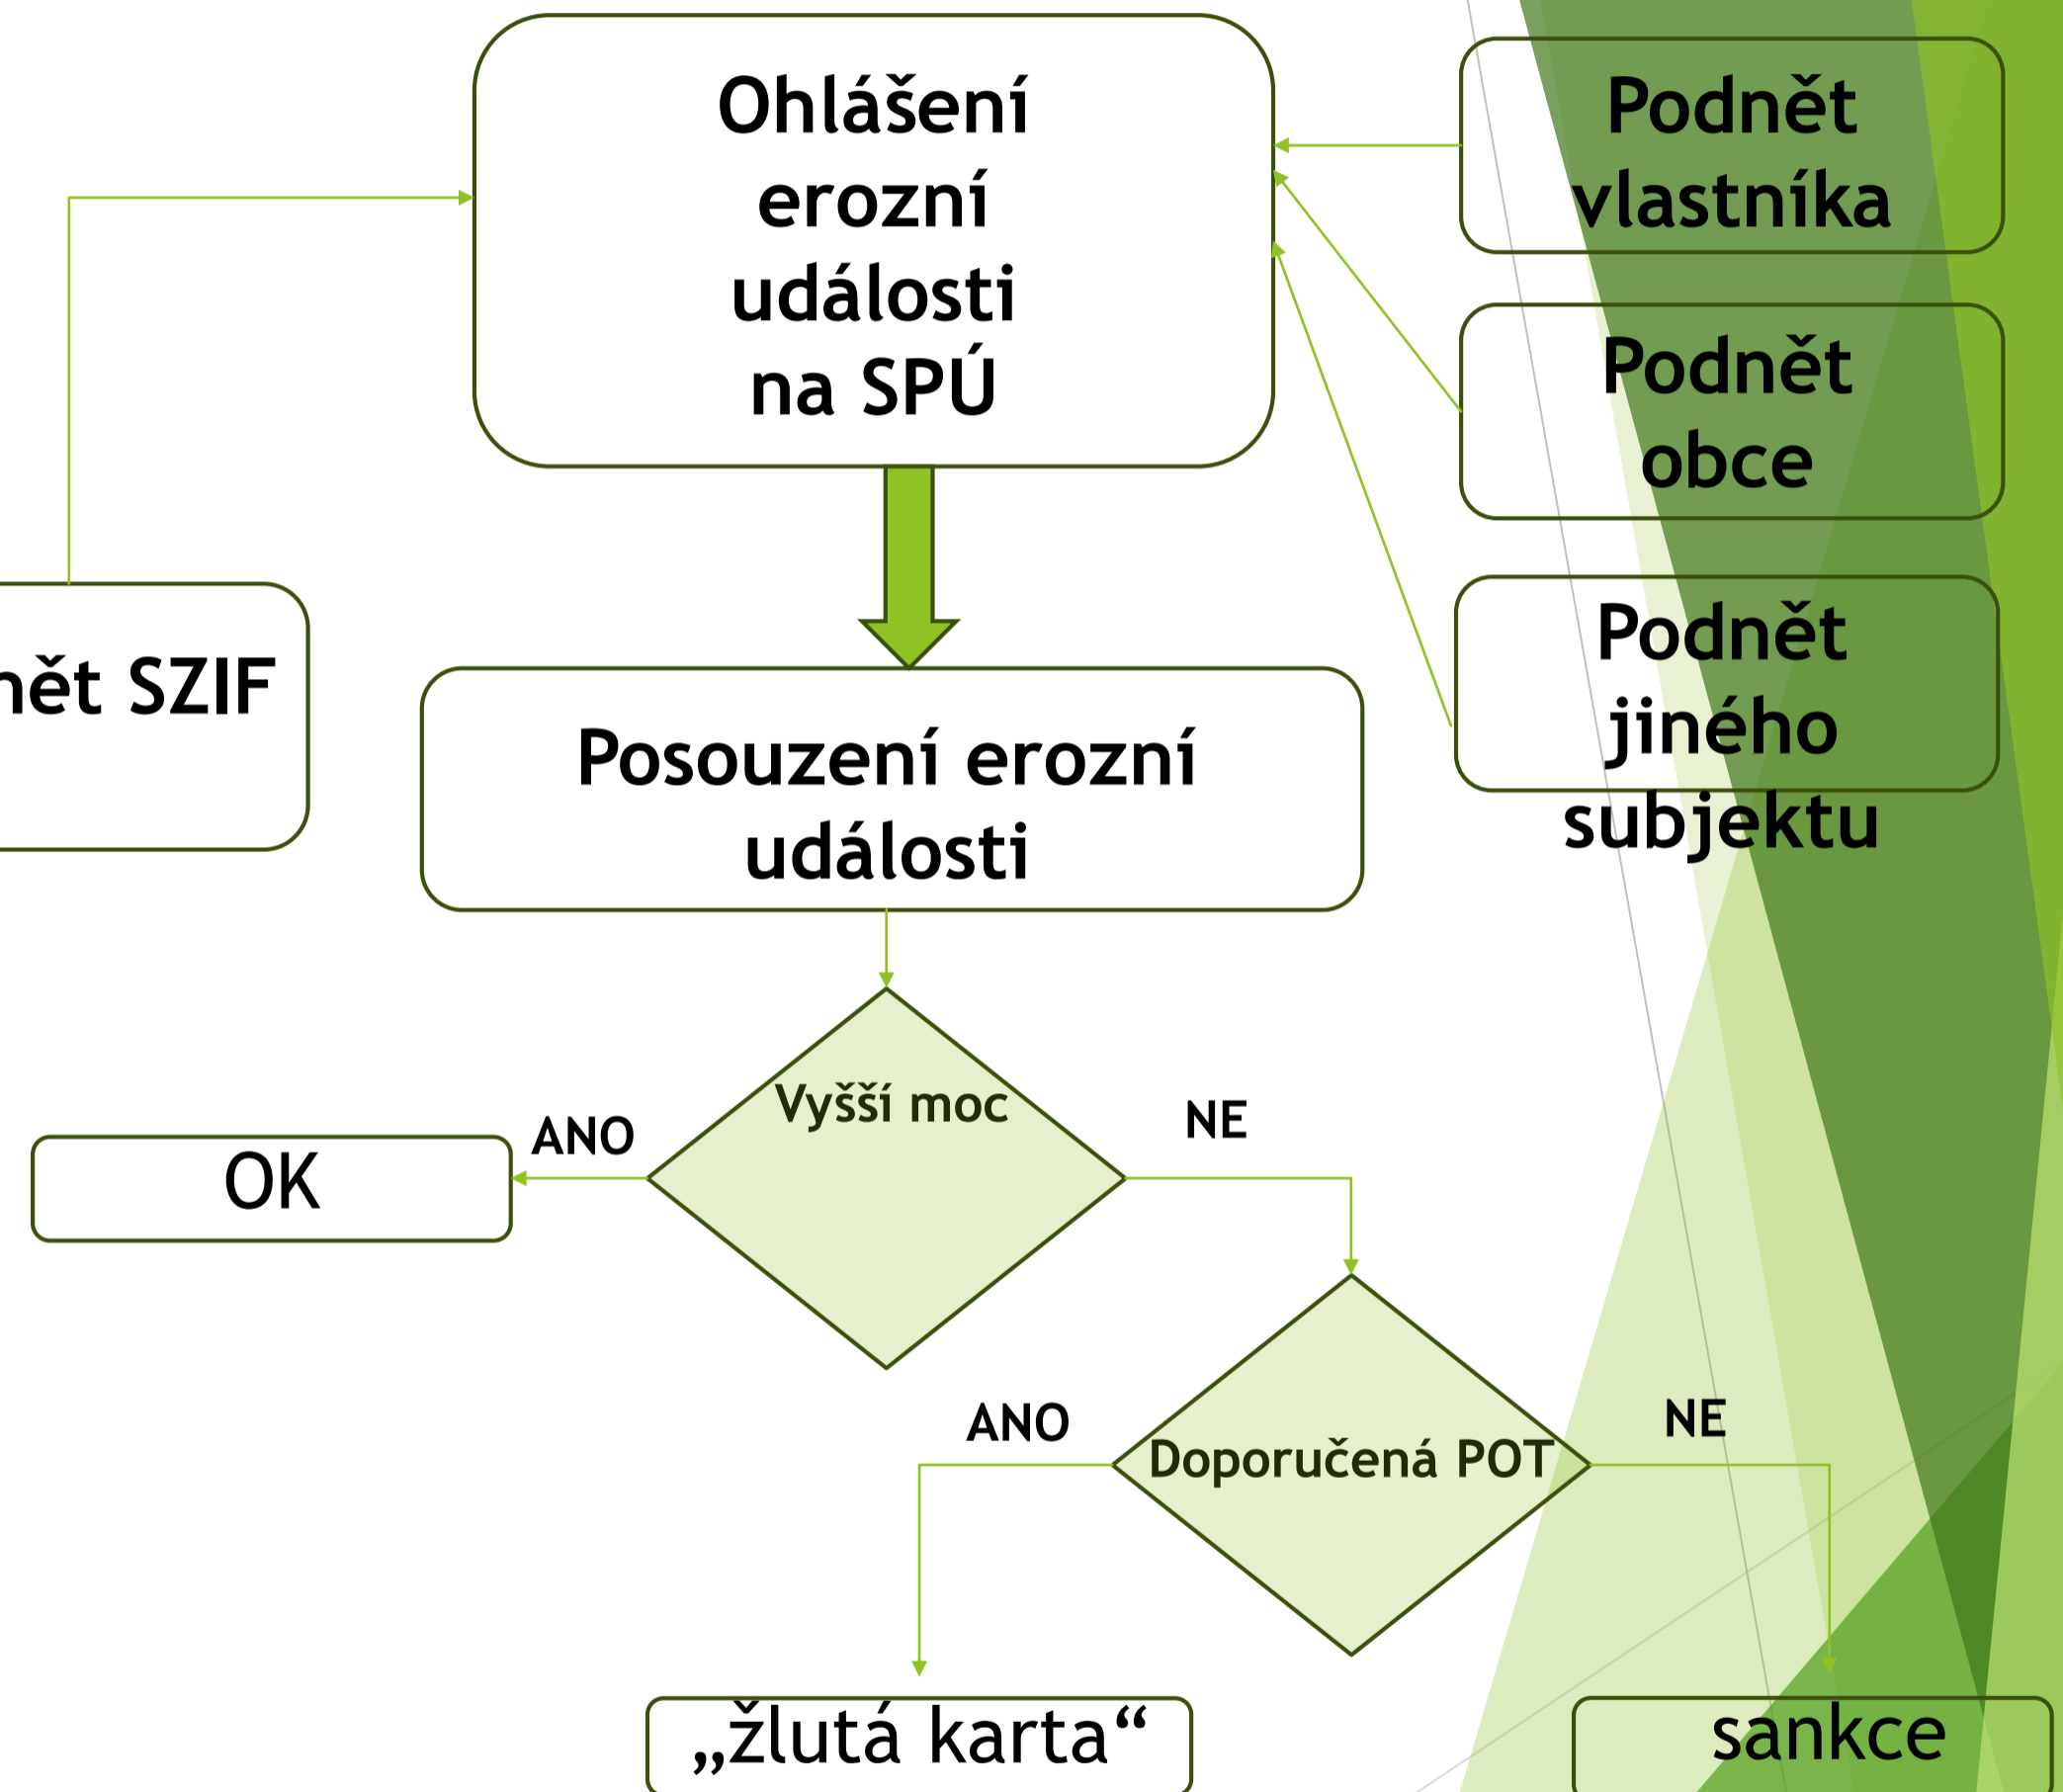 Ohlášení
erozní
události
na SPÚ
Podnět
vlastníka
Podnět
obce
Podnět
jiného
subjektu
SZIF
Posouzení erozní
události
Vyšší moc
ANO
NE
OK
Doporučená POT
ANO
NE
„žlutá karta“
sankce